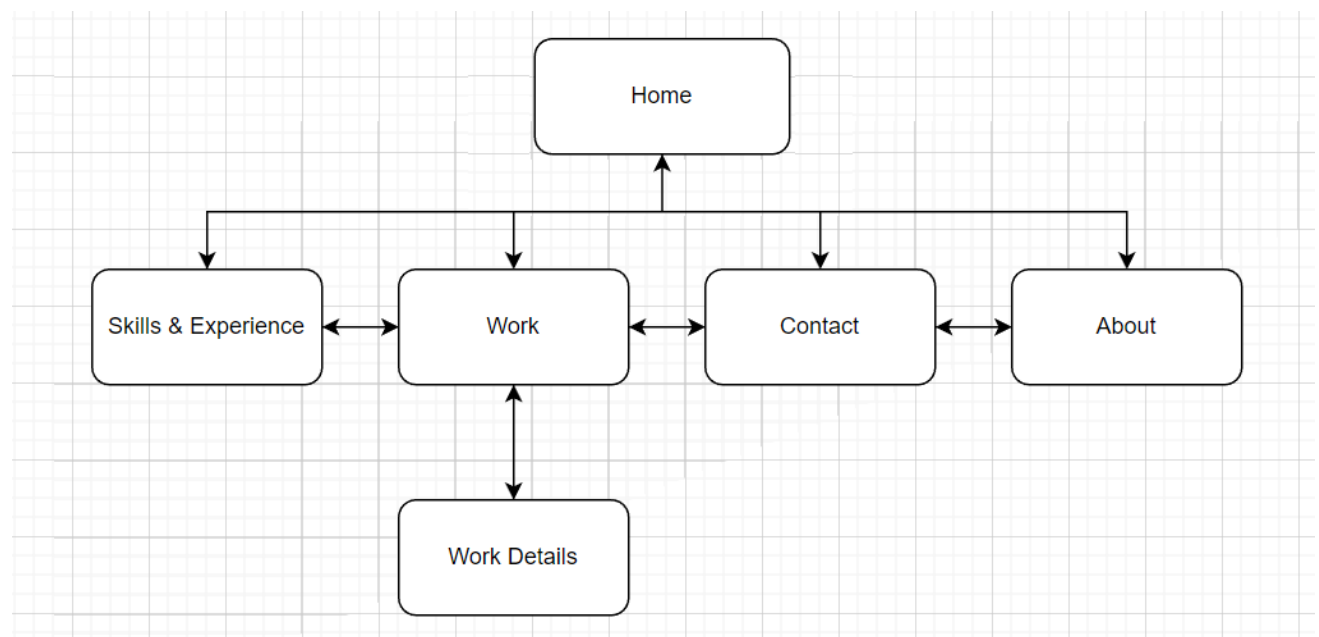 Home
Skills & Experience
Work
Contact
About
Work Details